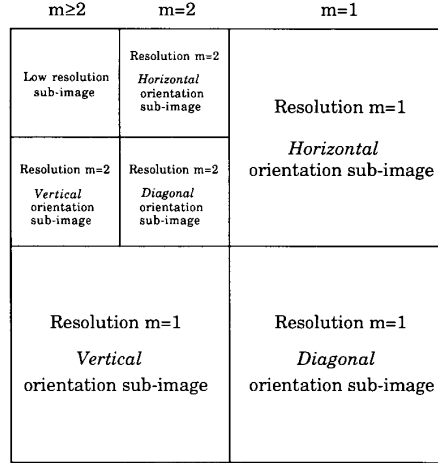 m≥2 m=2 m=1
Low resolution
sub-image
Resolution m=2
Horizontal
orientation
sub-image
Resolution m=1
Horizontal
orientation sub-image
Resolution m=2
Vertical
orientation
sub-image
Resolution m=2
Diagonal
orientation
sub-image
Resolution m=1
Vertical
orientation sub-image
Resolution m=1
Diagonal
orientation sub-image